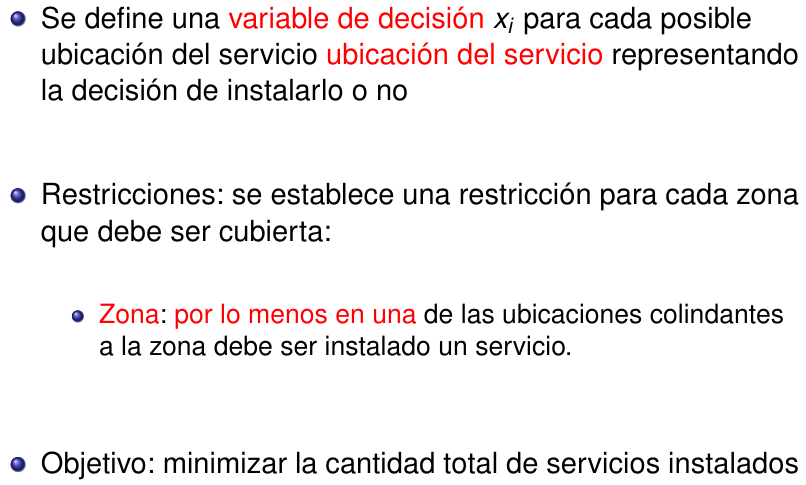 Se define una variable de decisión xᵢ para cada posible
ubicación del servicio ubicación del servicio representando
la decisión de instalarlo o no
Restricciones: se establece una restricción para cada zona
que debe ser cubierta:
Zona: por lo menos en una de las ubicaciones colindantes
a la zona debe ser instalado un servicio.
Objetivo: minimizar la cantidad total de servicios instalados